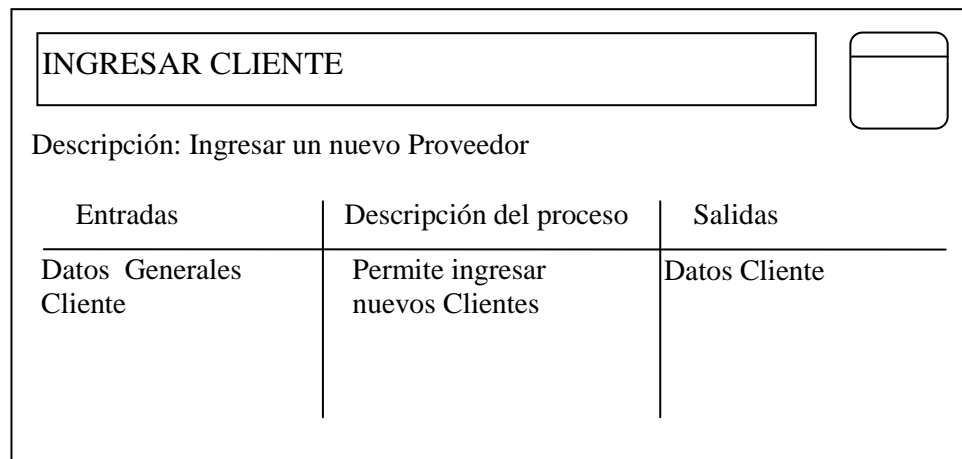 INGRESAR CLIENTE
Descripción: Ingresar un nuevo Proveedor
Entradas
Descripción del proceso
Salidas
Datos Generales
Cliente
Permite ingresar
nuevos Clientes
Datos Cliente